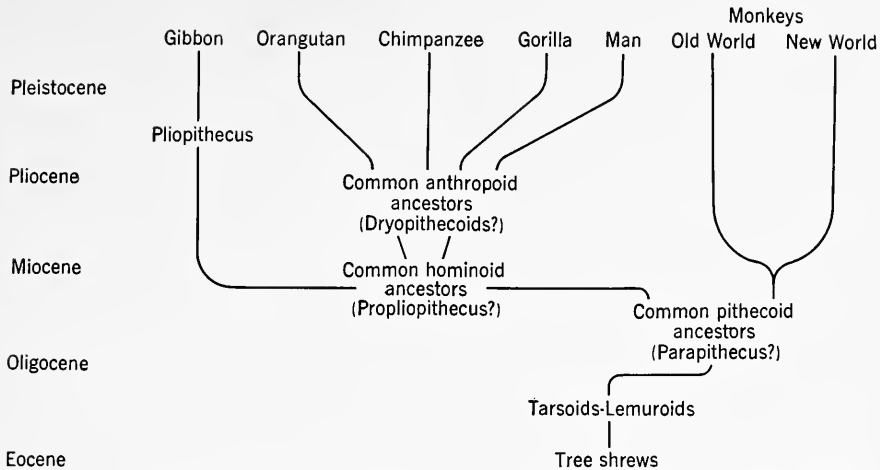 Monkeys
Gibbon Orangutan Chimpanzee Gorilla Man Old World New World
Pleistocene
Pliopithecus
Pliocene
Common anthropoid
ancestors
(Dryopithecoids?)
Miocene
Common hominoid
ancestors
(Propliopithecus?)
Common pithecoid
ancestors
(Parapithecus?)
Oligocene
Tarsoids-Lemuroids
Eocene
Tree shrews